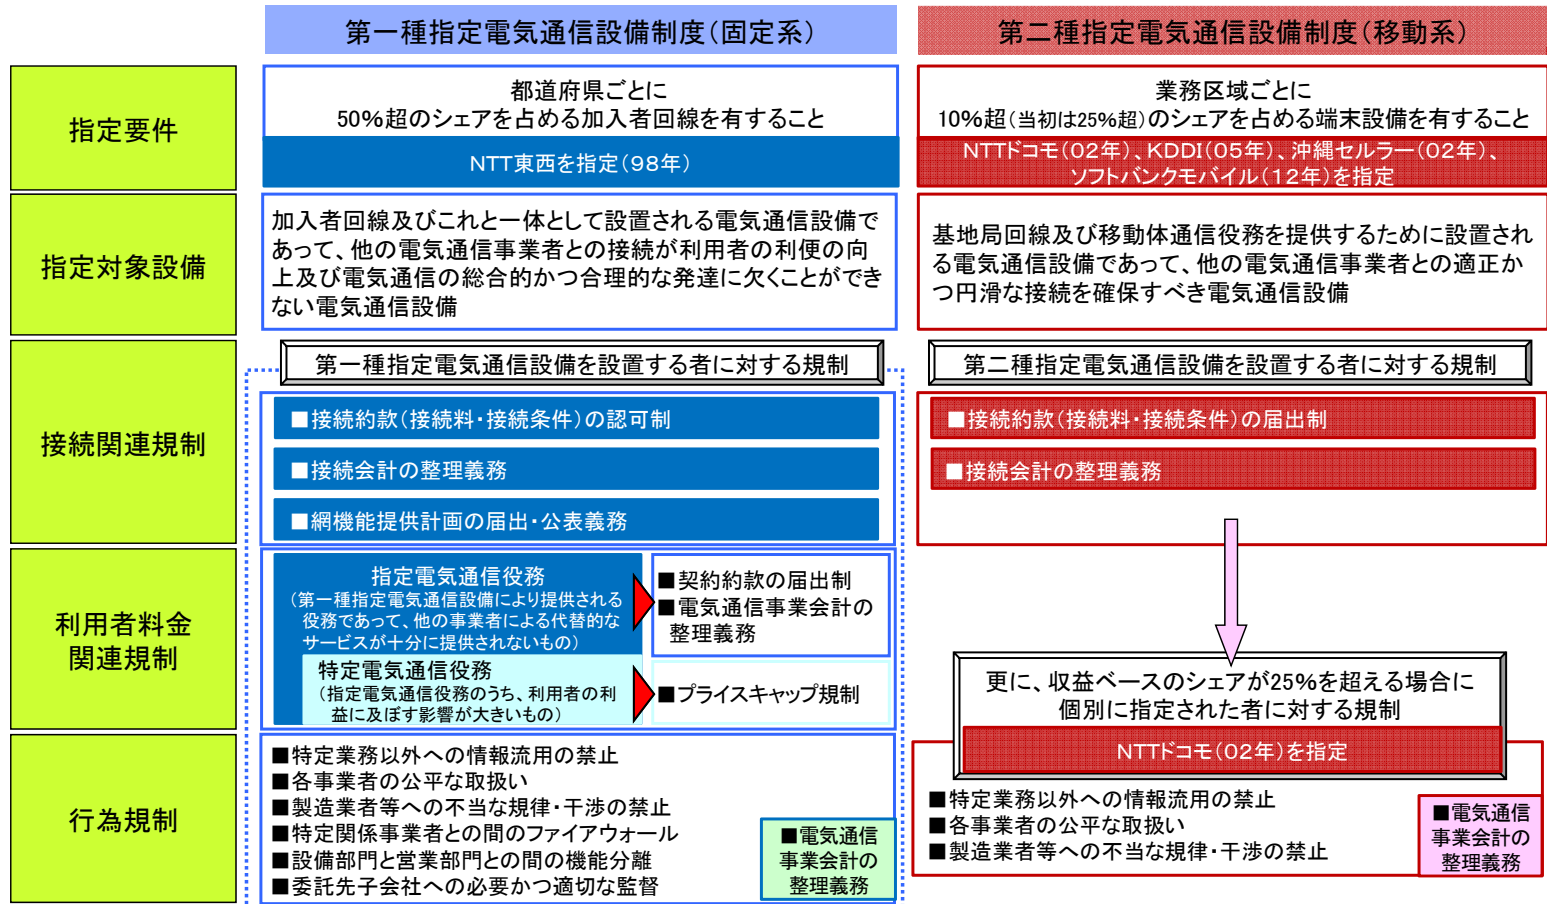 第一種指定電気通信設備制度(固定系)
第二種指定電気通信設備制度(移動系)
指定要件
都道府県ごとに
50%超のシェアを占める加入者回線を有すること
NTT東西を指定(98年)
業務区域ごとに
10%超(当初は25%超)のシェアを占める端末設備を有すること
NTTドコモ(02年)、KDDI(05年)、沖縄セルラー(02年)、
ソフトバンクモバイル(12年)を指定
指定対象設備
加入者回線及びこれと一体として設置される電気通信設備で
あって、他の電気通信事業者との接続が利用者の利便の向
上及び電気通信の総合的かつ合理的な発達に欠くことができ
ない電気通信設備
基地局回線及び移動体通信役務を提供するために設置され
る電気通信設備であって、他の電気通信事業者との適正か
つ円滑な接続を確保すべき電気通信設備
接続関連規制
第一種指定電気通信設備を設置する者に対する規制
■接続約款(接続料・接続条件)の認可制
■接続会計の整理義務
■網機能提供計画の届出・公表義務
第二種指定電気通信設備を設置する者に対する規制
■接続約款(接続料・接続条件)の届出制
■接続会計の整理義務
利用者料金
関連規制
指定電気通信役務
(第一種指定電気通信設備により提供される
役務であって、他の事業者による代替的な
サービスが十分に提供されないもの)
■契約約款の届出制
■電気通信事業会計の
整理義務
特定電気通信役務
(指定電気通信役務のうち、利用者の利
益に及ぼす影響が大きいもの)
■プライスキャップ規制
更に、収益ベースのシェアが25%を超える場合に
個別に指定された者に対する規制
NTTドコモ(02年)を指定
行為規制
■特定業務以外への情報流用の禁止
■各事業者の公平な取扱い
■製造業者等への不当な規律・干渉の禁止
■特定関係事業者との間のファイアウォール
■設備部門と営業部門との間の機能分離
■委託先子会社への必要かつ適切な監督
■電気通信
事業会計の
整理義務
■特定業務以外への情報流用の禁止
■各事業者の公平な取扱い
■製造業者等への不当な規律・干渉の禁止
■電気通信
事業会計の
整理義務